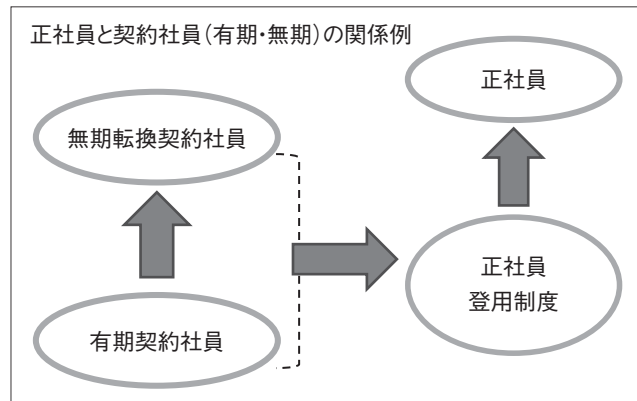 正社員と契約社員(有期・無期)の関係例
正社員
無期転換契約社員
正社員
登用制度
有期契約社員